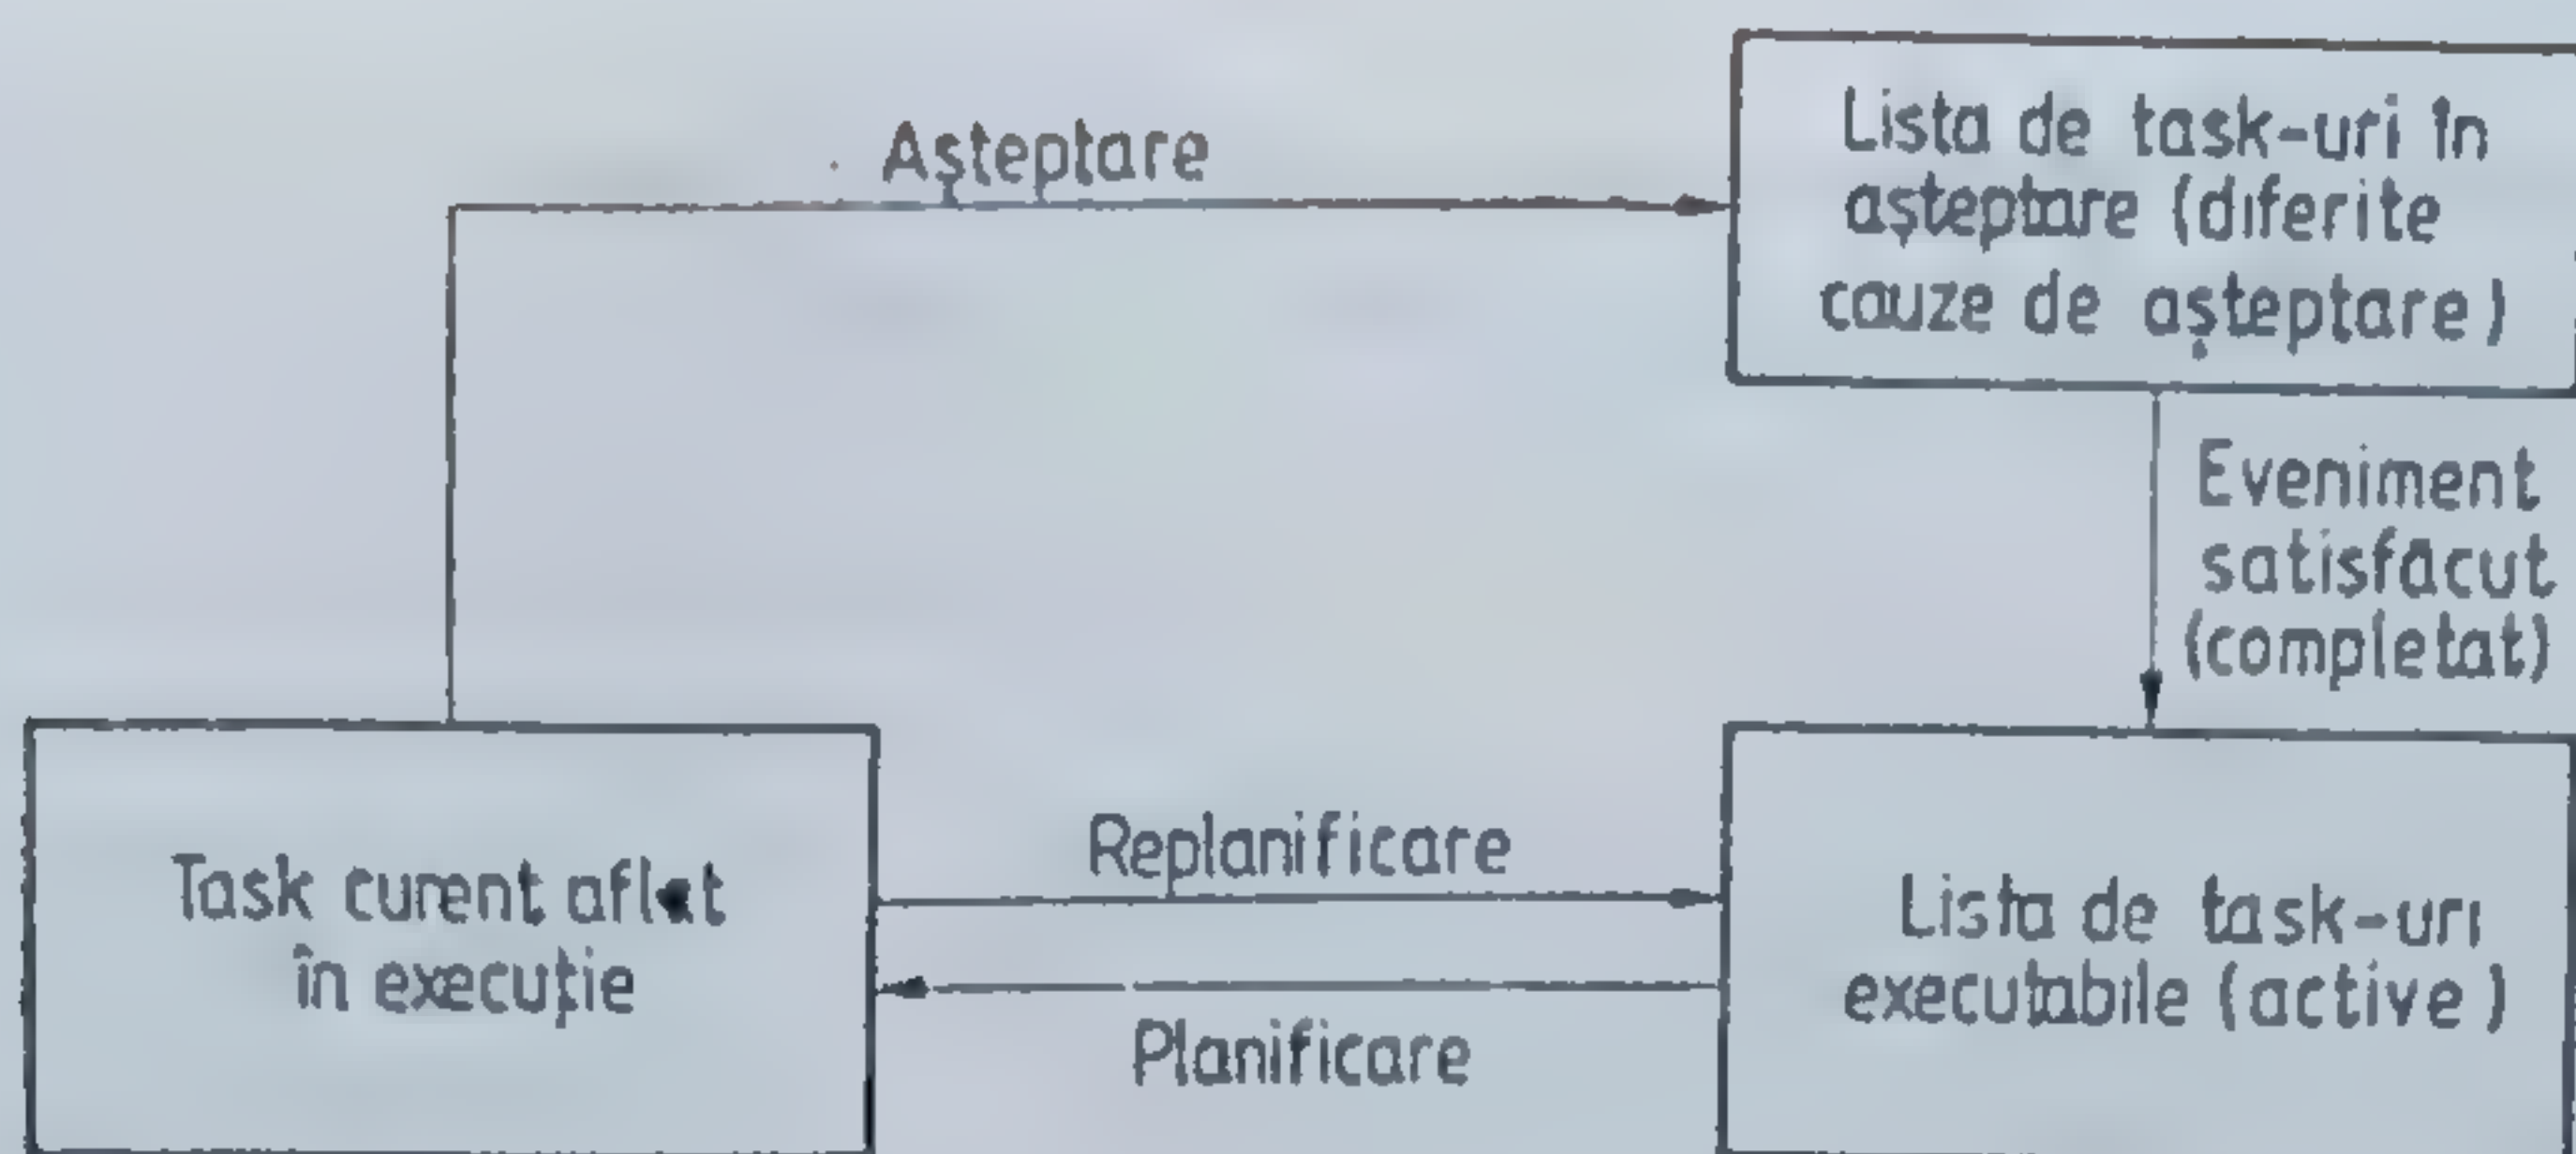 Așteptare
Lista de task-uri în
așteptare (diferite
cauze de așteptare)
Eveniment
satisfăcut
(completat)
Task curent aflat
în execuție
Replanificare
Planificare
Lista de task-uri
executabile (active)